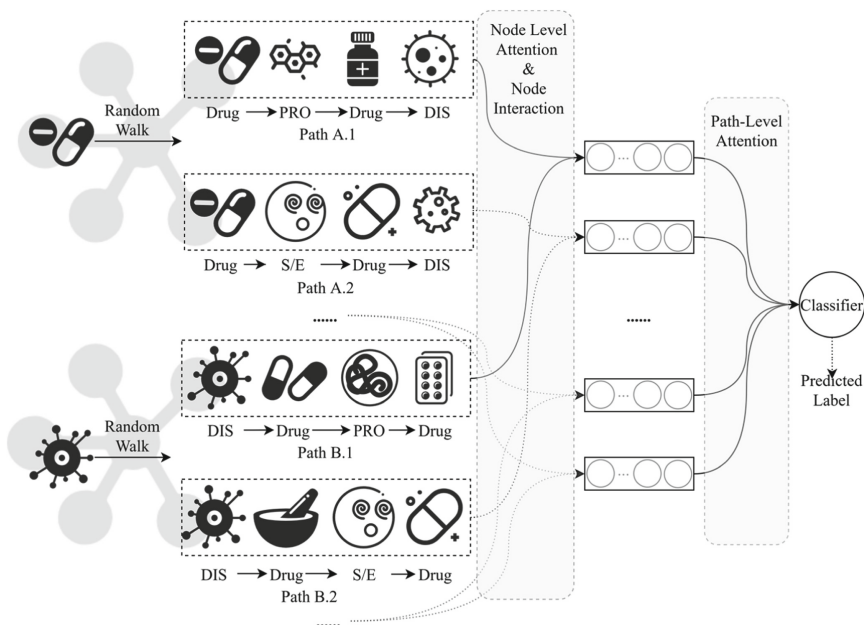 Node Level
Attention
&
Node
Interaction
Drug PRO Drug DIS
Path A.1
Random
Walk
Path-Level
Attention
Drug S/E Drug DIS
Path A.2
......
...
...
......
...
...
Classifier
Predicted
Label
DIS Drug PRO Drug
Path B.1
Random
Walk
DIS Drug S/E Drug
Path B.2
......